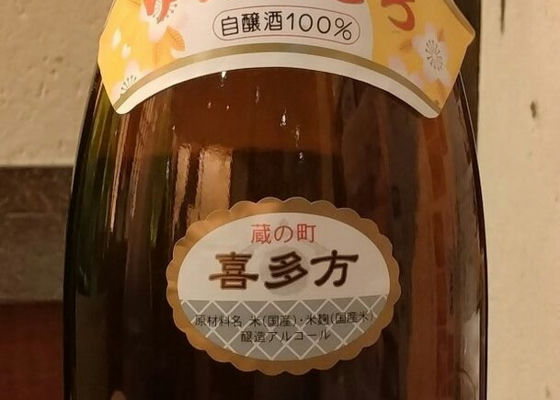 自醸酒100%
蔵の町
喜多方
原材料名 米(国産)・米麹(国産米)
醸造アルコール